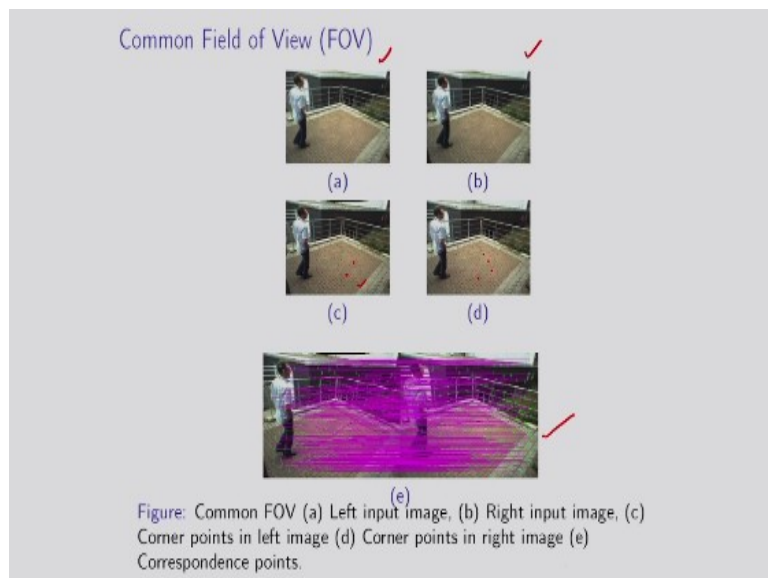 Common Field of View (FOV)
(a)
(b)
(c)
(d)
(e)
Figure: Common FOV (a) Left input image, (b) Right input image, (c)
Corner points in left image (d) Corner points in right image (e)
Correspondence points.